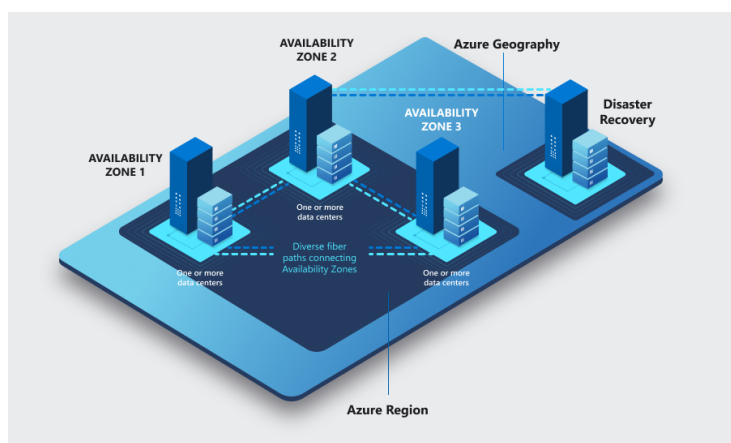 AVAILABILITY
ZONE 2
Azure Geography
AVAILABILITY
ZONE 3
Disaster
Recovery
AVAILABILITY
ZONE 1
One or more
data centers
Diverse fiber
paths connecting
Availability Zones
One or more
data centers
One or more
data centers
Azure Region